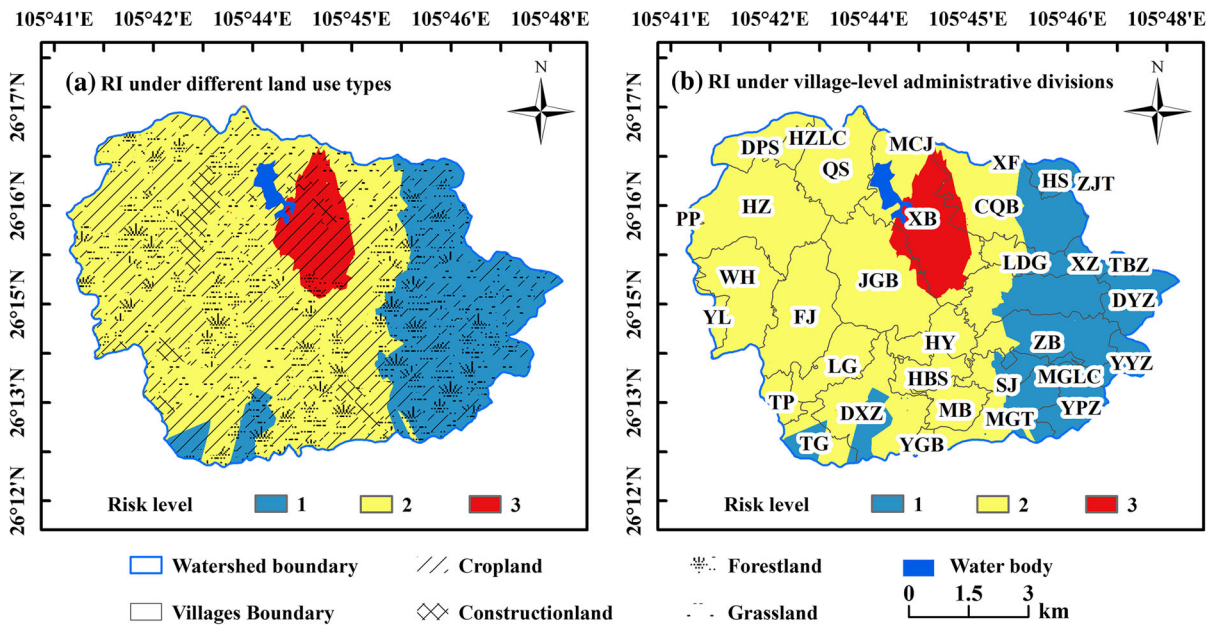 105°41'E 105°42'E 105°44'E 105°45'E 105°46'E 105°48'E
105°41'E 105°42'E 105°44'E 105°45'E 105°46'E 105°48'E
26°17'N
26°16'N
26°15'N
26°13'N
26°13'N
26°12'N
(a) RI under different land use types
N
Risk level 1 2 3
26°17'N
26°16'N
26°15'N
26°13'N
26°13'N
26°12'N
(b) RI under village-level administrative divisions
N
DPS
HZLC
QS
MCJ
XF
HS
ZJT
PP
HZ
XB
CQB
WH
JGB
LDG
XZ
TBZ
DYZ
YL
FJ
HY
ZB
YYZ
LG
HBS
SJ
MGLC
TP
DXZ
MB
MGT
YPZ
TG
YGB
Risk level 1 2 3
Watershed boundary
Cropland
Forestland
Water body
Villages Boundary
Constructionland
Grassland
0 1.5 3
km